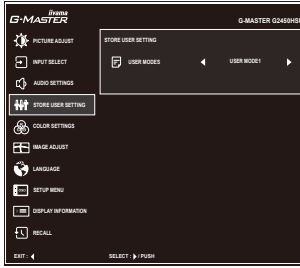 iiyama
G-MASTER
G-MASTER G2450HS
PICTURE ADJUST
STORE USER SETTING
INPUT SELECT
USER MODES
USER MODE1
AUDIO SETTINGS
STORE USER SETTING
COLOR SETTINGS
IMAGE ADJUST
LANGUAGE
OSD
SETUP MENU
DISPLAY INFORMATION
RECALL
EXIT :
SELECT : / PUSH